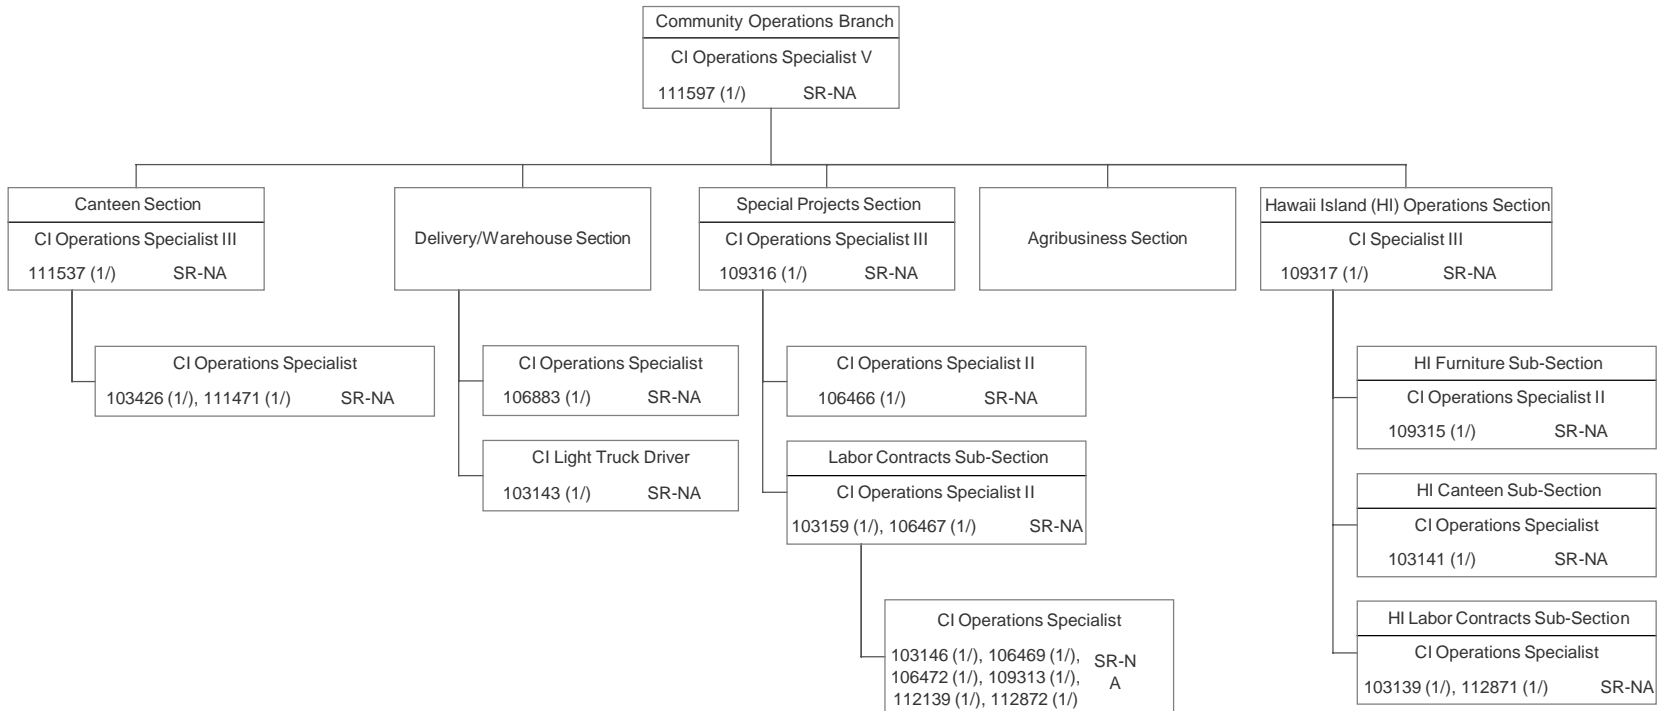 Community Operations Branch
CI Operations Specialist V
111597 (1/) SR-NA
Canteen Section
CI Operations Specialist III
111537 (1/) SR-NA
Delivery/Warehouse Section
Special Projects Section
CI Operations Specialist III
109316 (1/) SR-NA
Agribusiness Section
Hawaii Island (HI) Operations Section
CI Specialist III
109317 (1/) SR-NA
CI Operations Specialist
103426 (1/), 111471 (1/) SR-NA
CI Operations Specialist
106883 (1/) SR-NA
CI Light Truck Driver
103143 (1/) SR-NA
CI Operations Specialist II
106466 (1/) SR-NA
Labor Contracts Sub-Section
CI Operations Specialist II
103159 (1/), 106467 (1/) SR-NA
CI Operations Specialist
103146 (1/), 106469 (1/), SR-N
106472 (1/), 109313 (1/), A
112139 (1/), 112872 (1/)
HI Furniture Sub-Section
CI Operations Specialist II
109315 (1/) SR-NA
HI Canteen Sub-Section
CI Operations Specialist
103141 (1/) SR-NA
HI Labor Contracts Sub-Section
CI Operations Specialist
103139 (1/), 112871 (1/) SR-NA